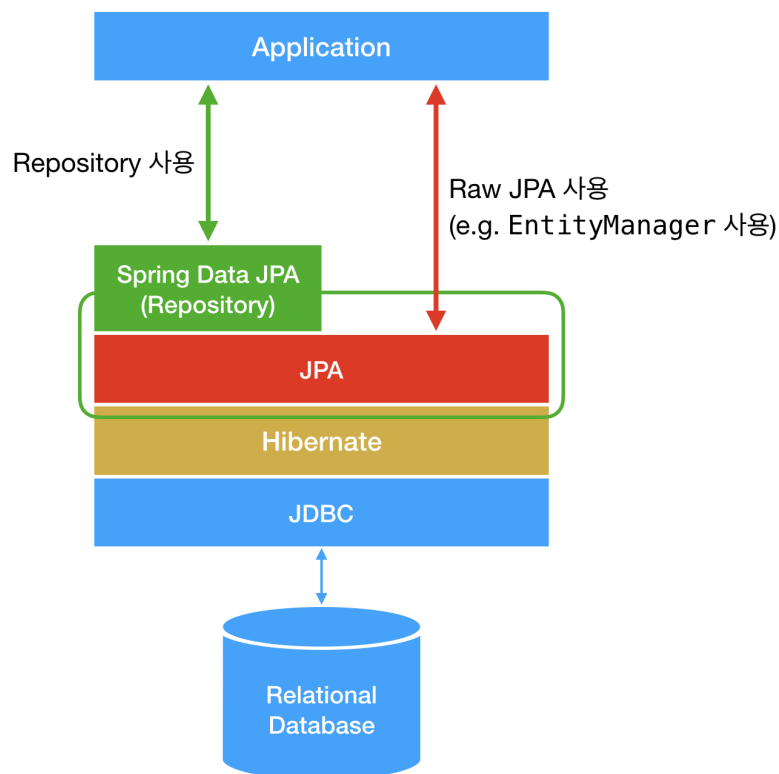 Application
Repository 사용
Raw JPA 사용
(e.g. EntityManager 사용)
Spring Data JPA
(Repository)
JPA
Hibernate
JDBC
Relational
Database